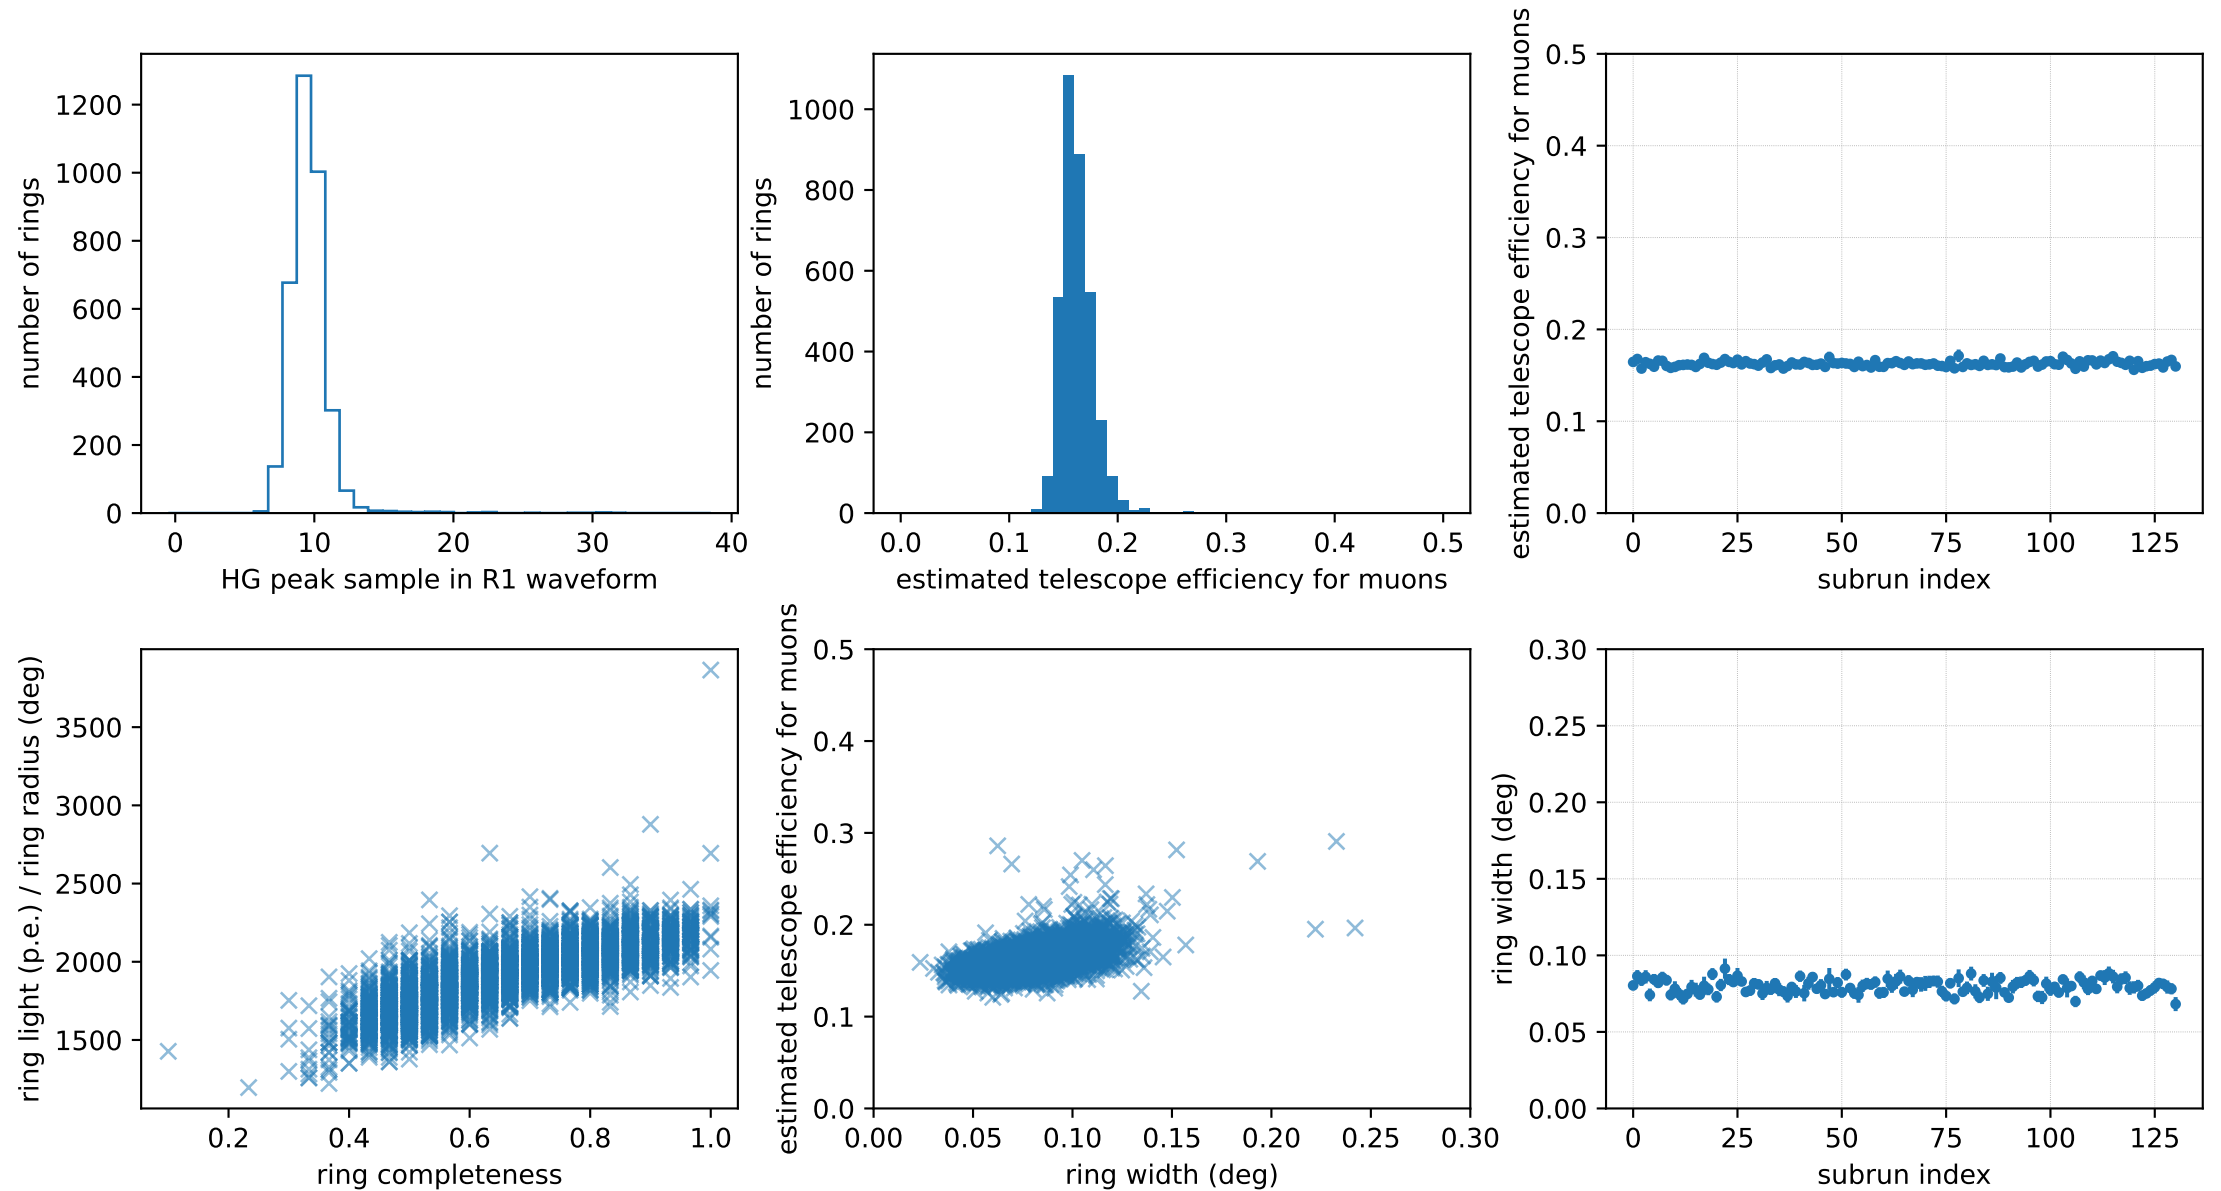 1200
1000
800
600
400
200
0
number of rings
0 10 20 30 40
HG peak sample in R1 waveform
1000
800
600
400
200
0
number of rings
0.0 0.1 0.2 0.3 0.4 0.5
estimated telescope efficiency for muons
0.5
0.4
0.3
0.2
0.1
0.0
estimated telescope efficiency for muons
0 25 50 75 100 125
subrun index
3500
3000
2500
2000
1500
ring light (p.e.) / ring radius (deg)
0.2 0.4 0.6 0.8 1.0
ring completeness
0.5
0.4
0.3
0.2
0.1
0.0
estimated telescope efficiency for muons
0.00 0.05 0.10 0.15 0.20 0.25 0.30
ring width (deg)
0.30
0.25
0.20
0.15
0.10
0.05
0.00
ring width (deg)
0 25 50 75 100 125
subrun index